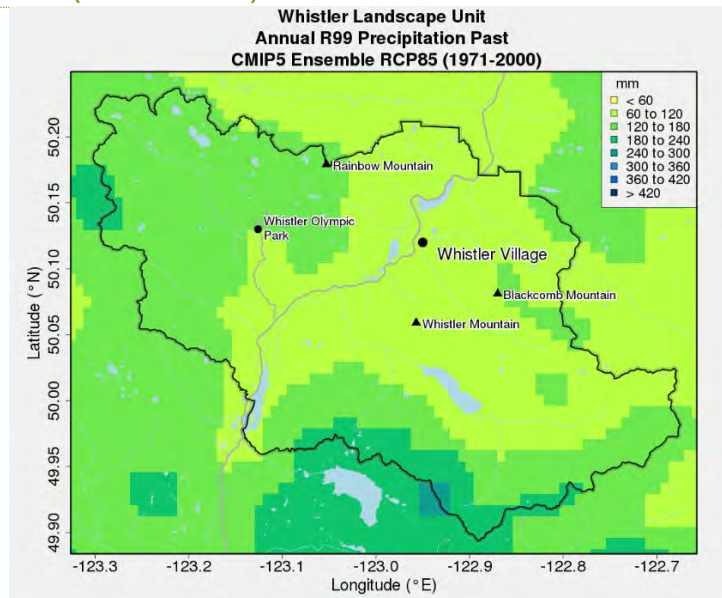 Whistler Landscape Unit
Annual R99 Precipitation Past
CMIP5 Ensemble RCP85 (1971-2000)
mm
< 60
60 to 120
120 to 180
180 to 240
240 to 300
300 to 360
360 to 420
> 420
50.20
50.15
50.10
50.05
50.00
49.95
49.90
Latitude (°N)
Rainbow Mountain
Whistler Olympic
Park
Whistler Village
Blackcomb Mountain
Whistler Mountain
-123.3
-123.2
-123.1
-123.0
-122.9
-122.8
-122.7
Longitude (°E)